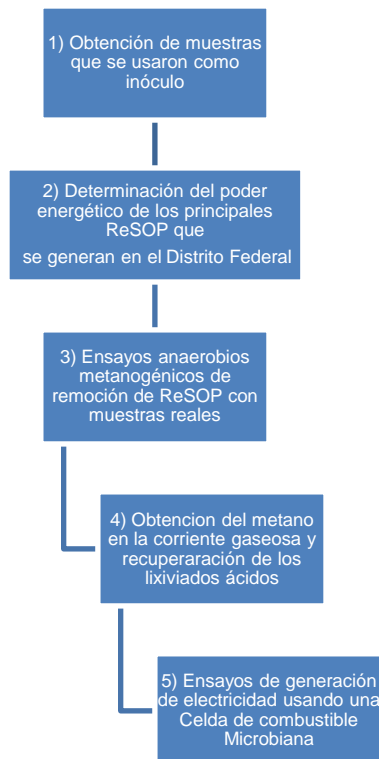 1) Obtención de muestras
que se usaron como
inóculo
2) Determinación del poder
energético de los principales
ReSOP que
se generan en el Distrito Federal
3) Ensayos anaerobios
metanogénicos de
remoción de ReSOP con
muestras reales
4) Obtencion del metano
en la corriente gaseosa y
recuperaración de los
lixiviados ácidos
5) Ensayos de generación
de electricidad usando una
Celda de combustible
Microbiana